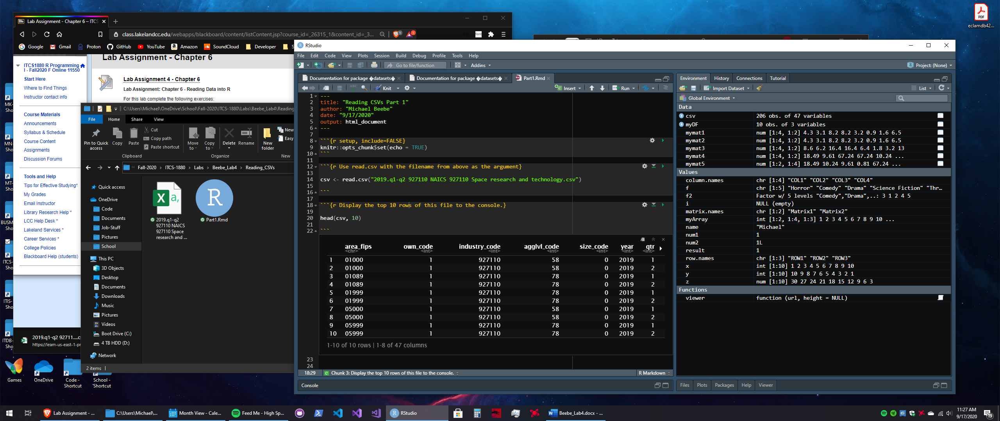 eclamdb42...
Lab Assignment - Chapter 6 – ITCS
class.lakelandcc.edu/webapps/blackboard/content/listContent.jsp?course_id=_26315_1&content_id=_3...
Google Gmail Proton GitHub YouTube Amazon SoundCloud Developer S
Lab Assignment - Chapter 6
ITCS1880 R Programming
I - Fall2020 F Online 11550
Start Here
Where to Find Things
Instructor contact info
Course Materials
Announcements
Syllabus & Schedule
Course Content
Assignments
Discussion Forums
Tools and Help
Tips for Effective Studying*
My Grades
Email Instructor
Library Research Help *
LCC Help Desk *
Lakeland Services *
Career Services *
College Policies
Blackboard Help (students)
Lab Assignment 4 - Chapter 6
Lab Assignment: Chapter 6 - Reading Data into R
For this lab complete the following exercises:
2019.q1-q2 92711....cs
https://learn-us-east-1-pr
MK-
Sho
MN-
Sho
MT-
Sho
BUSM
Sho
ITCS-
Sho
ITIS-
Sho
ITDB-
Sho
Games
OneDrive
Code -
Shortcut
School -
Shortcut
C:\Users\Michael\OneDrive\School\Fall-2020\ITCS-1880\Labs\Beebe_Lab4\Reading
File Home Share View
Pin to Quick
access
Copy
Paste
Cut
Copy path
Paste shortcut
Move
to
Copy
to
Delete
Rename
New
folder
New
Easy
Clipboard
Organize
New
Fall-2020 > ITCS-1880 > Labs > Beebe_Lab4 > Reading_CSVs
Quick access
OneDrive
Code
Documents
Job-Stuff
Pictures
School
This PC
3D Objects
Desktop
Documents
Downloads
Music
Pictures
Videos
Boot Drive (C:)
4 TB HDD (D:)
Network
2019.q1-q2
927110 NAICS
927110 Space
research and ...
Part1.Rmd
2 items
RStudio
File Edit Code View Plots Session Build Debug Profile Tools Help
Go to file/function
Addins
Project: (None)
Documentation for package �datasets� Documentation for package �datasets� Part1.Rmd
Knit
Insert
Run
1 ---
2 title: "Reading CSVs Part 1"
3 author: "Michael Beebe"
4 date: "9/17/2020"
5 output: html_document
6 ---
7
8 ```{r setup, include=FALSE}
9 knitr::opts_chunk$set(echo = TRUE)
10 ```
11
12 ```{r Use read.csv with the filename from above as the argument}
13
14 csv <- read.csv("2019.q1-q2 927110 NAICS 927110 Space research and technology.csv")
15
16 ```
17
18 ```{r Display the top 10 rows of this file to the console.}
19
20 head(csv, 10)
21
22 ```
area_fips own_code industry_code agglvl_code size_code year qtr
<chr> <int> <int> <int> <int> <int> <int>
1 01000 1 927110 58 0 2019 1
2 01000 1 927110 58 0 2019 2
3 01089 1 927110 78 0 2019 1
4 01089 1 927110 78 0 2019 2
5 01999 1 927110 78 0 2019 1
6 01999 1 927110 78 0 2019 2
7 05000 1 927110 58 0 2019 1
8 05000 1 927110 58 0 2019 2
9 05999 1 927110 78 0 2019 1
10 05999 1 927110 78 0 2019 2
1-10 of 10 rows | 1-8 of 47 columns
23
24
18:29 Chunk 3: Display the top 10 rows of this file to the console. R Markdown
Console
Environment History Connections Tutorial
Import Dataset
List
Global Environment
Data
csv 206 obs. of 47 variables
myDF 10 obs. of 3 variables
mymat1 num [1:4, 1:2] 4.3 3.1 8.2 8.2 3.2 0.9 1.6 6.5
mymat2 num [1:4, 1:2] 4.3 3.1 8.2 8.2 3.2 0.9 1.6 6.5
mymat3 num [1:4, 1:2] 8.6 6.2 16.4 16.4 6.4 1.8 3.2 13
mymat4 num [1:4, 1:2] 18.49 9.61 67.24 67.24 10.24 ...
mymat5 num [1:2, 1:4] 18.49 10.24 9.61 0.81 67.24 ...
Values
column.names chr [1:4] "COL1" "COL2" "COL3" "COL4"
f chr [1:5] "Horror" "Comedy" "Drama" "Science Fiction" "Thr...
f2 Factor w/ 5 levels "Comedy","Drama",..: 3 1 2 4 5
i NULL (empty)
matrix.names chr [1:2] "Matrix1" "Matrix2"
myArray int [1:2, 1:4, 1:3] 1 2 3 4 5 6 7 8 9 10 ...
name "Michael"
num1 1
num2 1L
result 1
row.names chr [1:3] "ROW1" "ROW2" "ROW3"
x int [1:10] 1 2 3 4 5 6 7 8 9 10
y int [1:10] 10 9 8 7 6 5 4 3 2 1
z num [1:10] 30 27 24 21 18 15 12 9 6 3
Functions
viewer function (url, height = NULL)
Files Plots Packages Help Viewer
Lab Assignment - ...
C:\Users\Michael\...
Month View - Cale...
Feed Me - High Sp...
RStudio
Beebe_Lab4.docx - ...
11:27 AM
9/17/2020
19